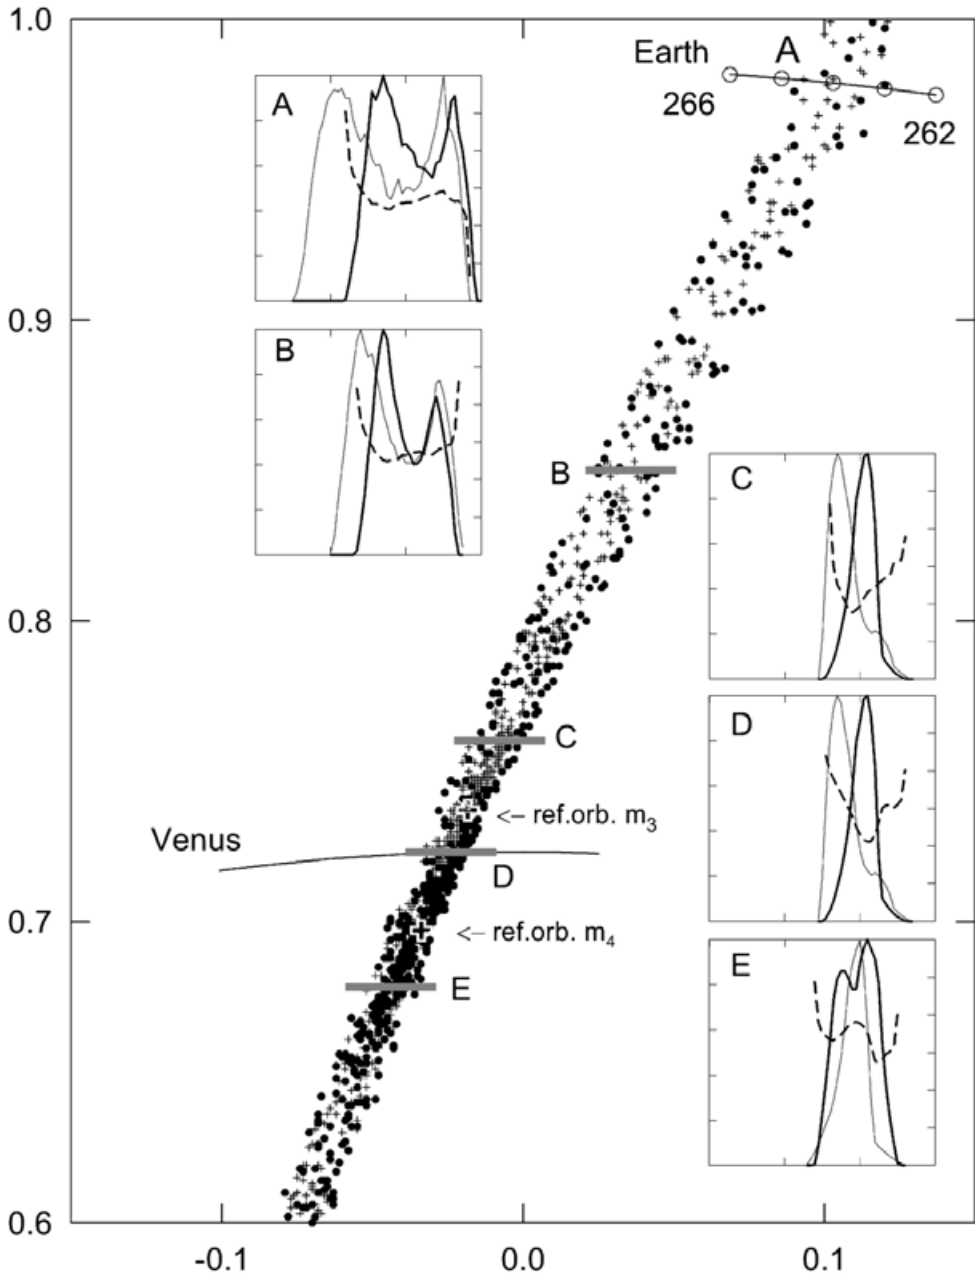 1.0
Earth A
266
262
A
0.9
B
B
C
0.8
C
D
<– ref.orb. m₃
Venus
D
0.7
<– ref.orb. m₄
E
E
0.6
-0.1 0.0 0.1